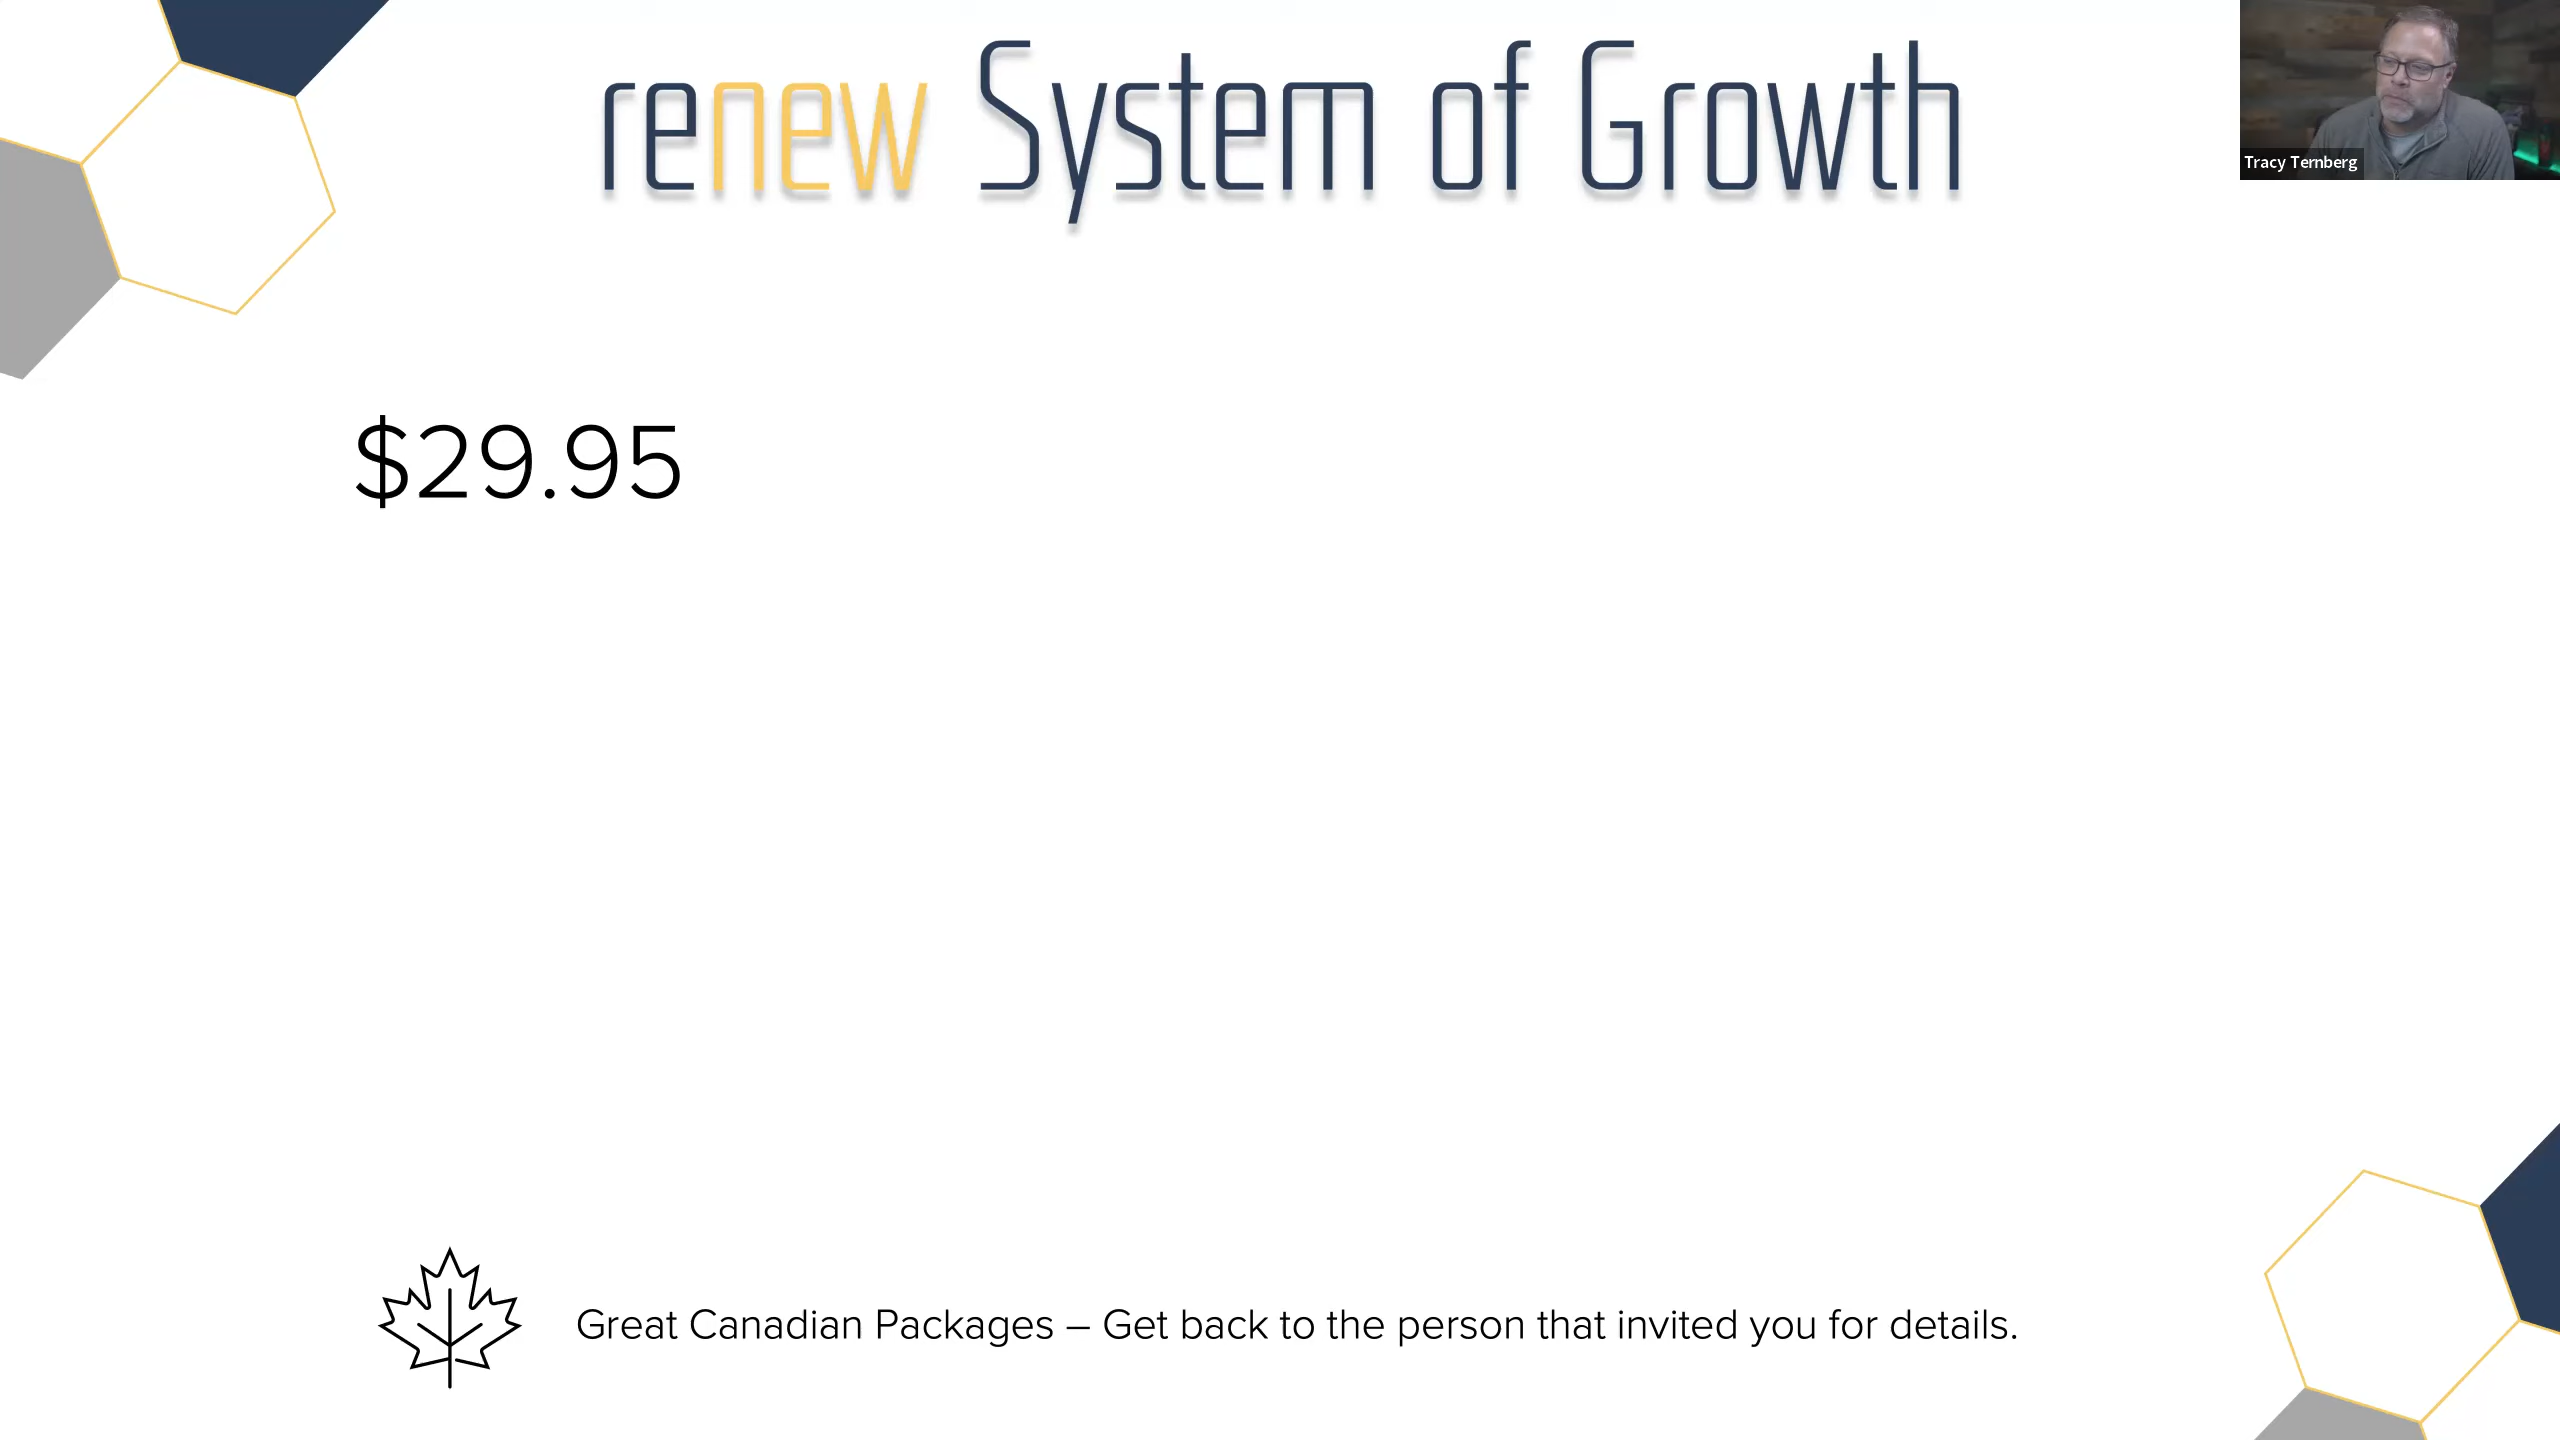 renew System of Growth
Tracy Ternberg
$29.95
Great Canadian Packages – Get back to the person that invited you for details.